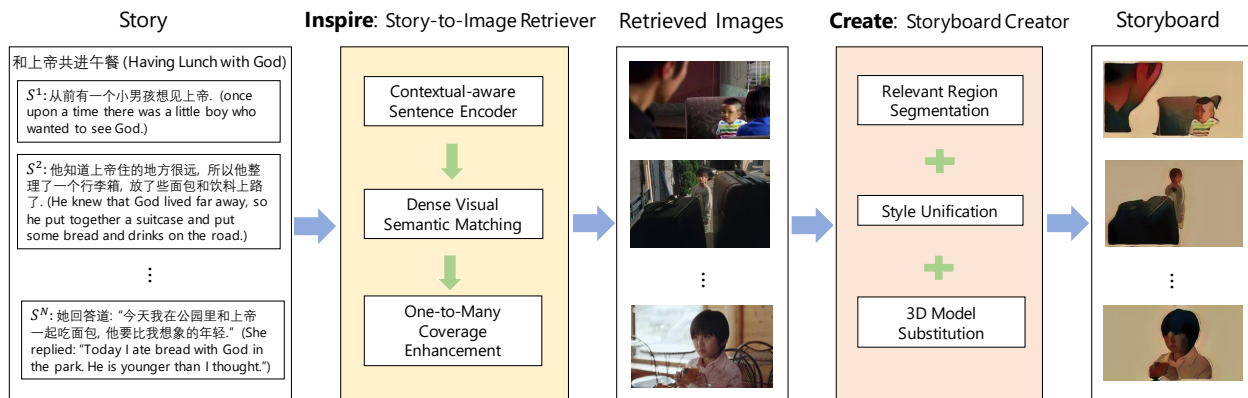 Story
Inspire: Story-to-Image Retriever
Retrieved Images
Create: Storyboard Creator
Storyboard
和上帝共进午餐 (Having Lunch with God)
S¹: 从前有一个小男孩想见上帝. (once
upon a time there was a little boy who
wanted to see God.)
S²: 他知道上帝住的地方很远, 所以他整
理了一个行李箱, 放了些面包和饮料上路
了. (He knew that God lived far away, so
he put together a suitcase and put
some bread and drinks on the road.)
⋮
Sᴺ: 她回答道: “今天我在公园里和上帝
一起吃面包, 他要比我想象的年轻.” (She
replied: “Today I ate bread with God in
the park. He is younger than I thought.”)
Contextual-aware
Sentence Encoder
Dense Visual
Semantic Matching
One-to-Many
Coverage
Enhancement
⋮
Relevant Region
Segmentation
Style Unification
3D Model
Substitution
⋮